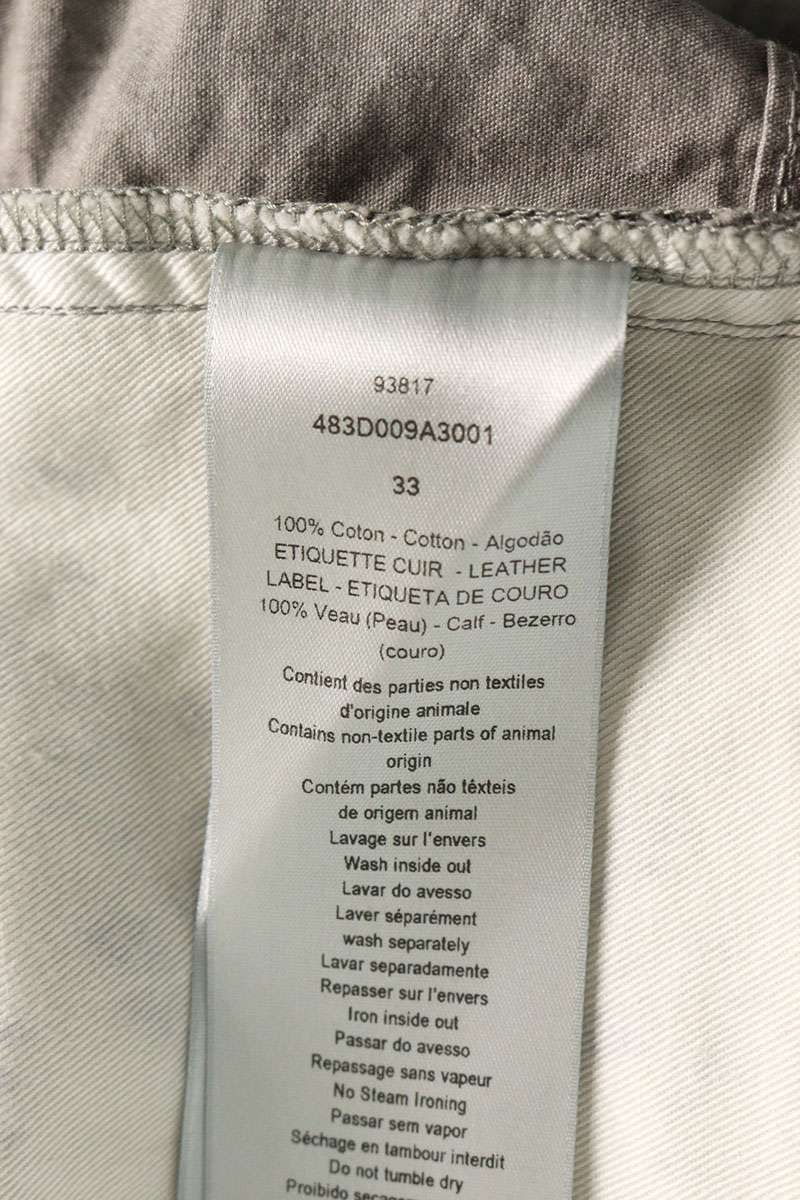 93817
483D009A3001
33
100% Coton - Cotton - Algodão
ETIQUETTE CUIR - LEATHER
LABEL - ETIQUETA DE COURO
100% Veau (Peau) - Calf - Bezerro
(couro)
Contient des parties non textiles
d'origine animale
Contains non-textile parts of animal
origin
Contém partes não têxteis
de origem animal
Lavage sur l'envers
Wash inside out
Lavar do avesso
Laver séparément
wash separately
Lavar separadamente
Repasser sur l'envers
Iron inside out
Passar do avesso
Repassage sans vapeur
No Steam Ironing
Passar sem vapor
Séchage en tambour interdit
Do not tumble dry
Proibido